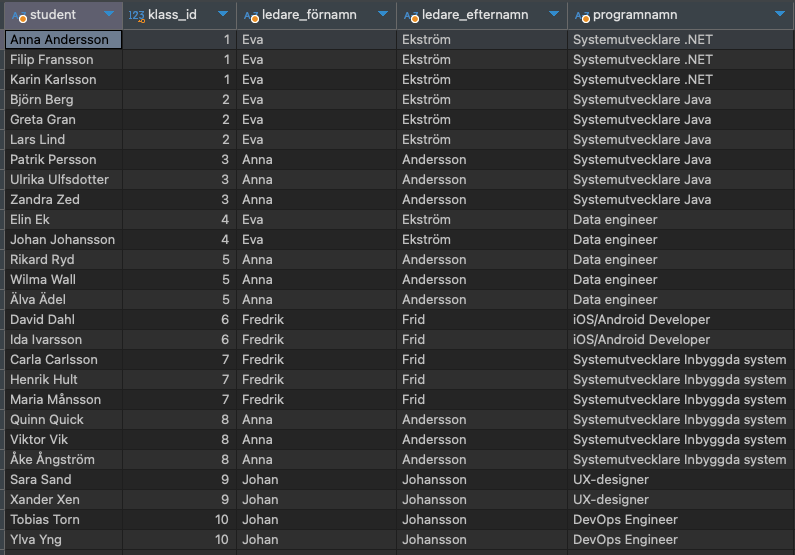 student klass_id ledare_förnamn ledare_efternamn programnamn
Anna Andersson 1 Eva Ekström Systemutvecklare .NET
Filip Fransson 1 Eva Ekström Systemutvecklare .NET
Karin Karlsson 1 Eva Ekström Systemutvecklare .NET
Björn Berg 2 Eva Ekström Systemutvecklare Java
Greta Gran 2 Eva Ekström Systemutvecklare Java
Lars Lind 2 Eva Ekström Systemutvecklare Java
Patrik Persson 3 Anna Andersson Systemutvecklare Java
Ulrika Ulfsdotter 3 Anna Andersson Systemutvecklare Java
Zandra Zed 3 Anna Andersson Systemutvecklare Java
Elin Ek 4 Eva Ekström Data engineer
Johan Johansson 4 Eva Ekström Data engineer
Rikard Ryd 5 Anna Andersson Data engineer
Wilma Wall 5 Anna Andersson Data engineer
Älva Ädel 5 Anna Andersson Data engineer
David Dahl 6 Fredrik Frid iOS/Android Developer
Ida Ivarsson 6 Fredrik Frid iOS/Android Developer
Carla Carlsson 7 Fredrik Frid Systemutvecklare Inbyggda system
Henrik Hult 7 Fredrik Frid Systemutvecklare Inbyggda system
Maria Månsson 7 Fredrik Frid Systemutvecklare Inbyggda system
Quinn Quick 8 Anna Andersson Systemutvecklare Inbyggda system
Viktor Vik 8 Anna Andersson Systemutvecklare Inbyggda system
Åke Ångström 8 Anna Andersson Systemutvecklare Inbyggda system
Sara Sand 9 Johan Johansson UX-designer
Xander Xen 9 Johan Johansson UX-designer
Tobias Torn 10 Johan Johansson DevOps Engineer
Ylva Yng 10 Johan Johansson DevOps Engineer